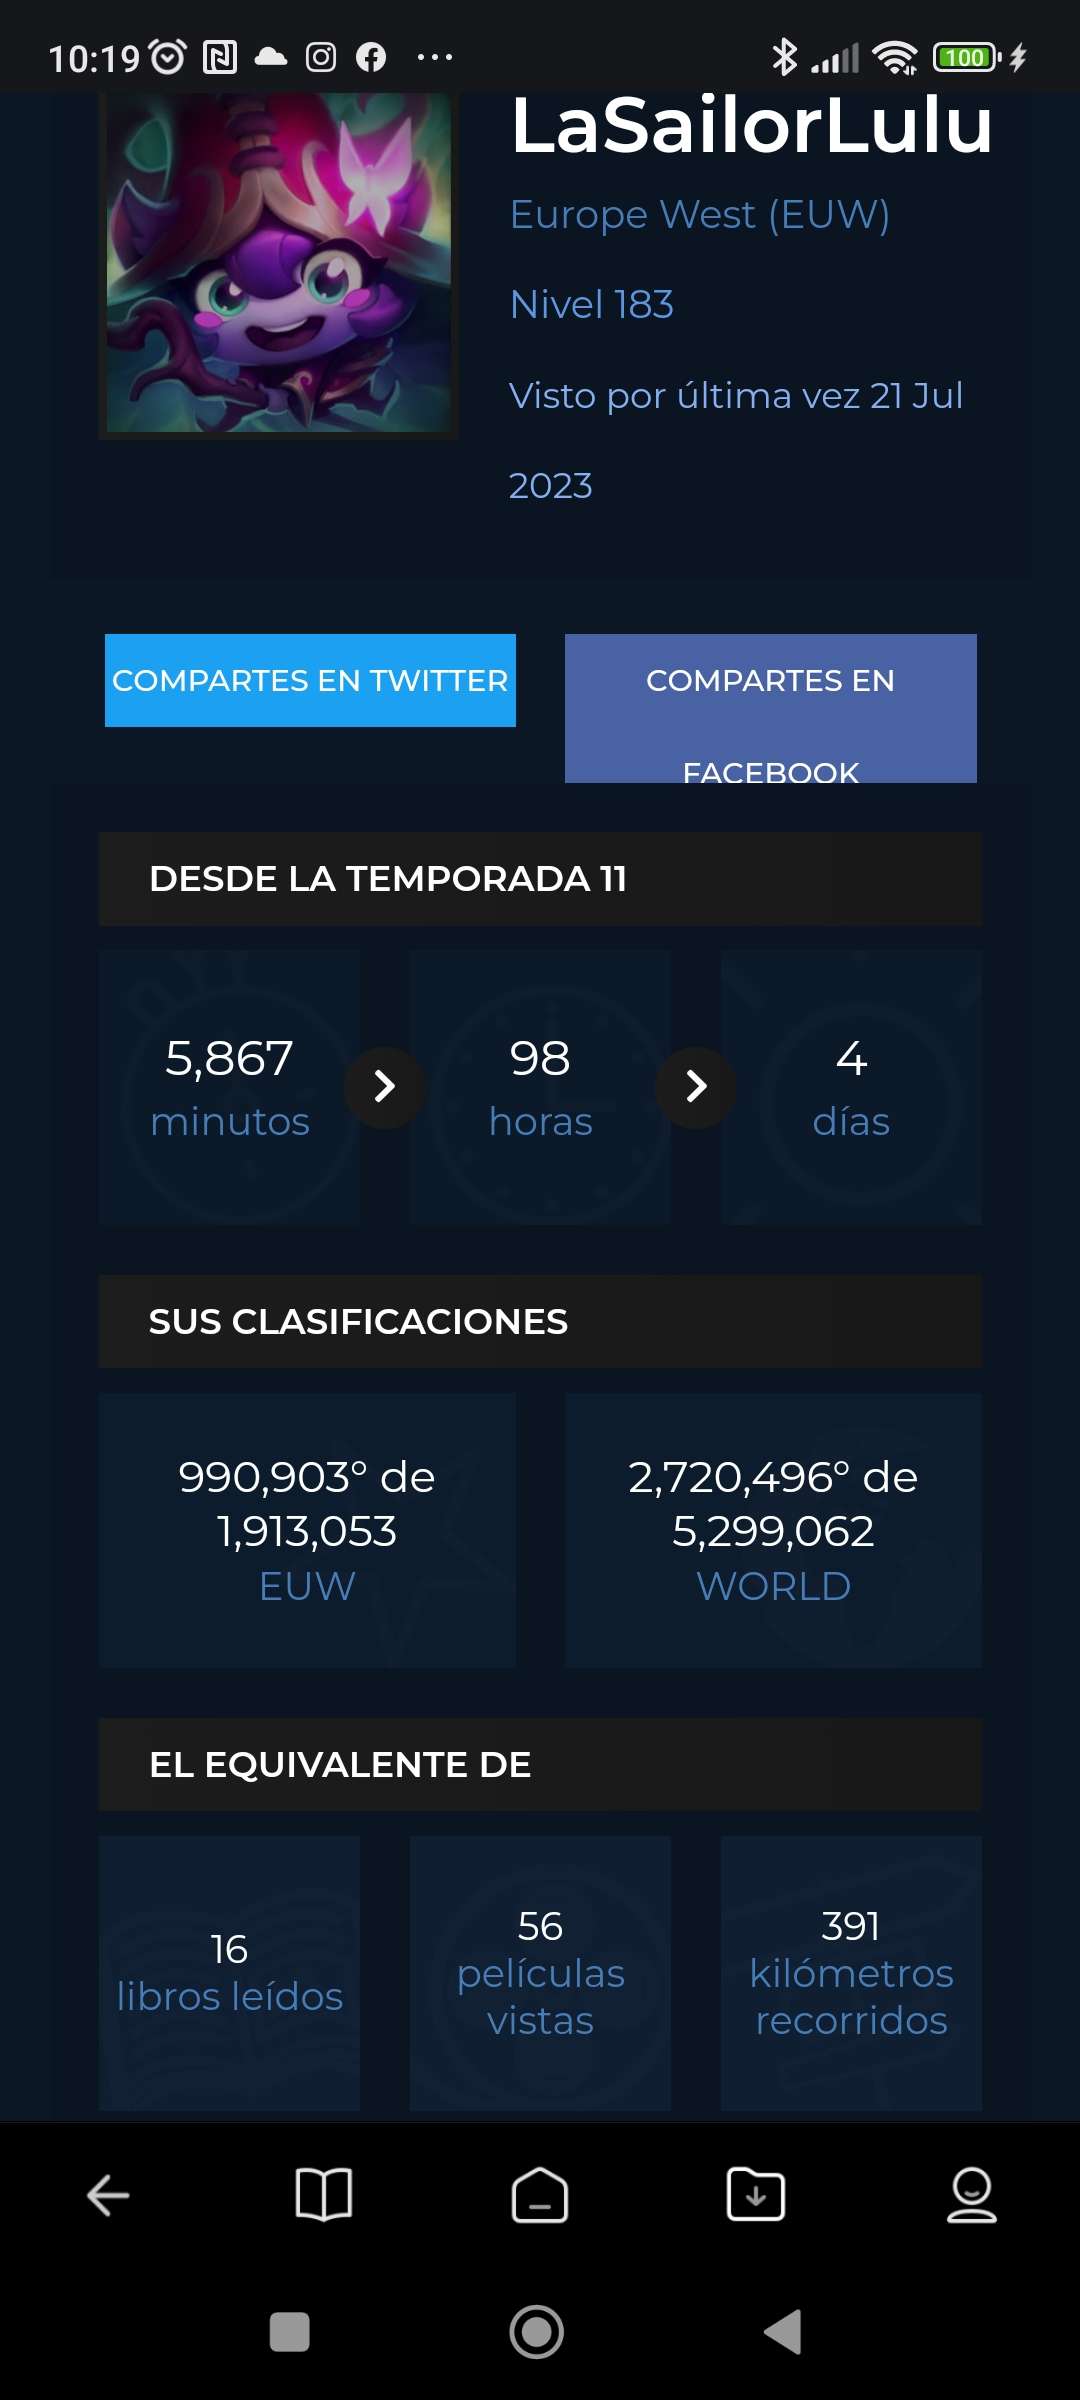 10:19
100
LaSailorLulu
Europe West (EUW)
Nivel 183
Visto por última vez 21 Jul
2023
COMPARTES EN TWITTER
COMPARTES EN
FACEBOOK
DESDE LA TEMPORADA 11
5,867
minutos
98
horas
4
días
SUS CLASIFICACIONES
990,903° de
1,913,053
EUW
2,720,496° de
5,299,062
WORLD
EL EQUIVALENTE DE
16
libros leídos
56
películas
vistas
391
kilómetros
recorridos